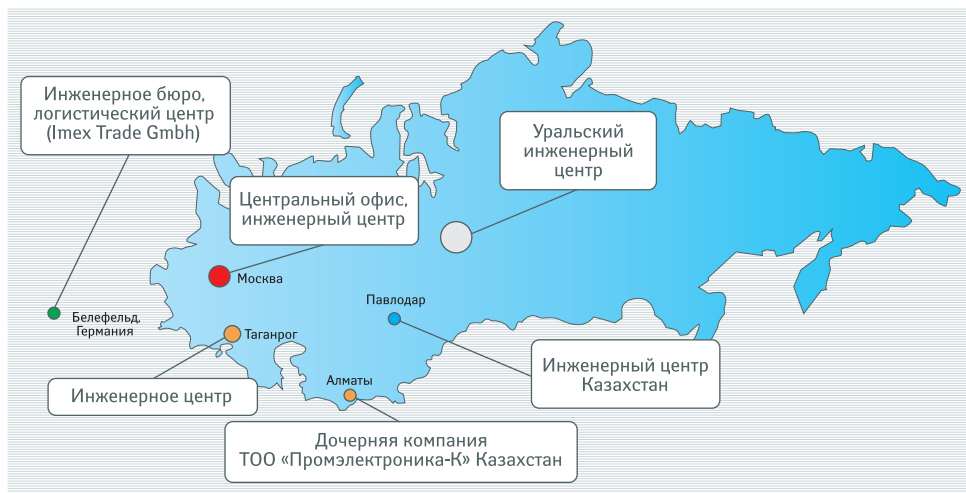 Инженерное бюро,
логистический центр
(Imex Trade Gmbh)
Уральский
инженерный
центр
Центральный офис,
инженерный центр
Москва
Павлодар
Белефельд,
Германия
Таганрог
Инженерный центр
Казахстан
Алматы
Инженерное центр
Дочерняя компания
ТОО «Промэлектроника-К» Казахстан